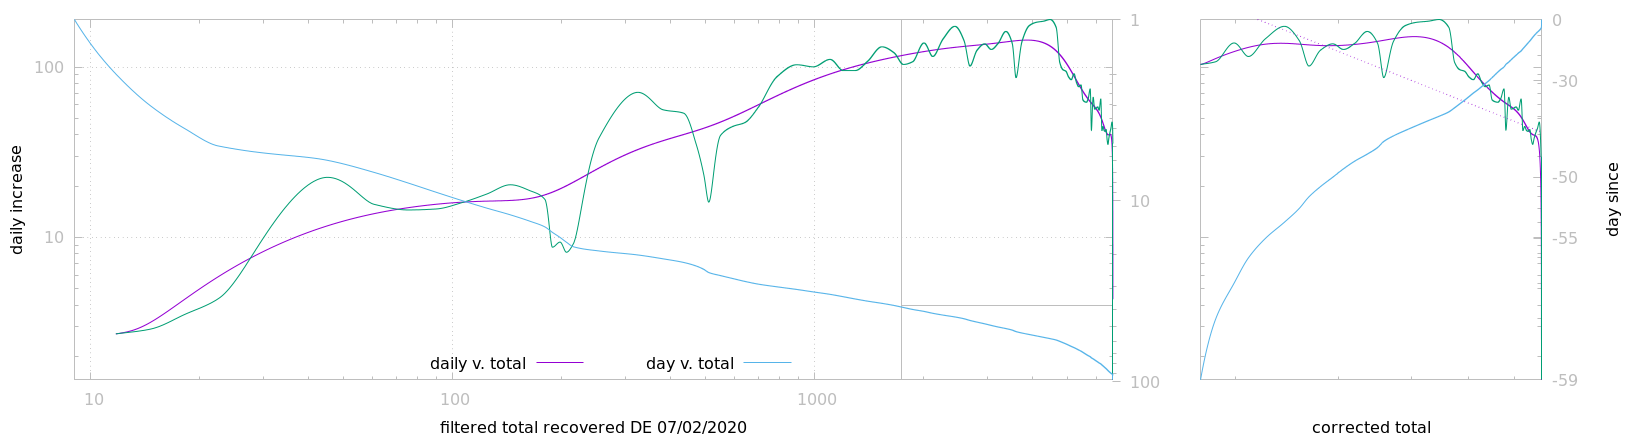 daily increase
100
10
daily v. total
day v. total
10
100
1000
filtered total recovered DE 07/02/2020
1
10
100
0
-30
-50
-55
-59
day since
corrected total